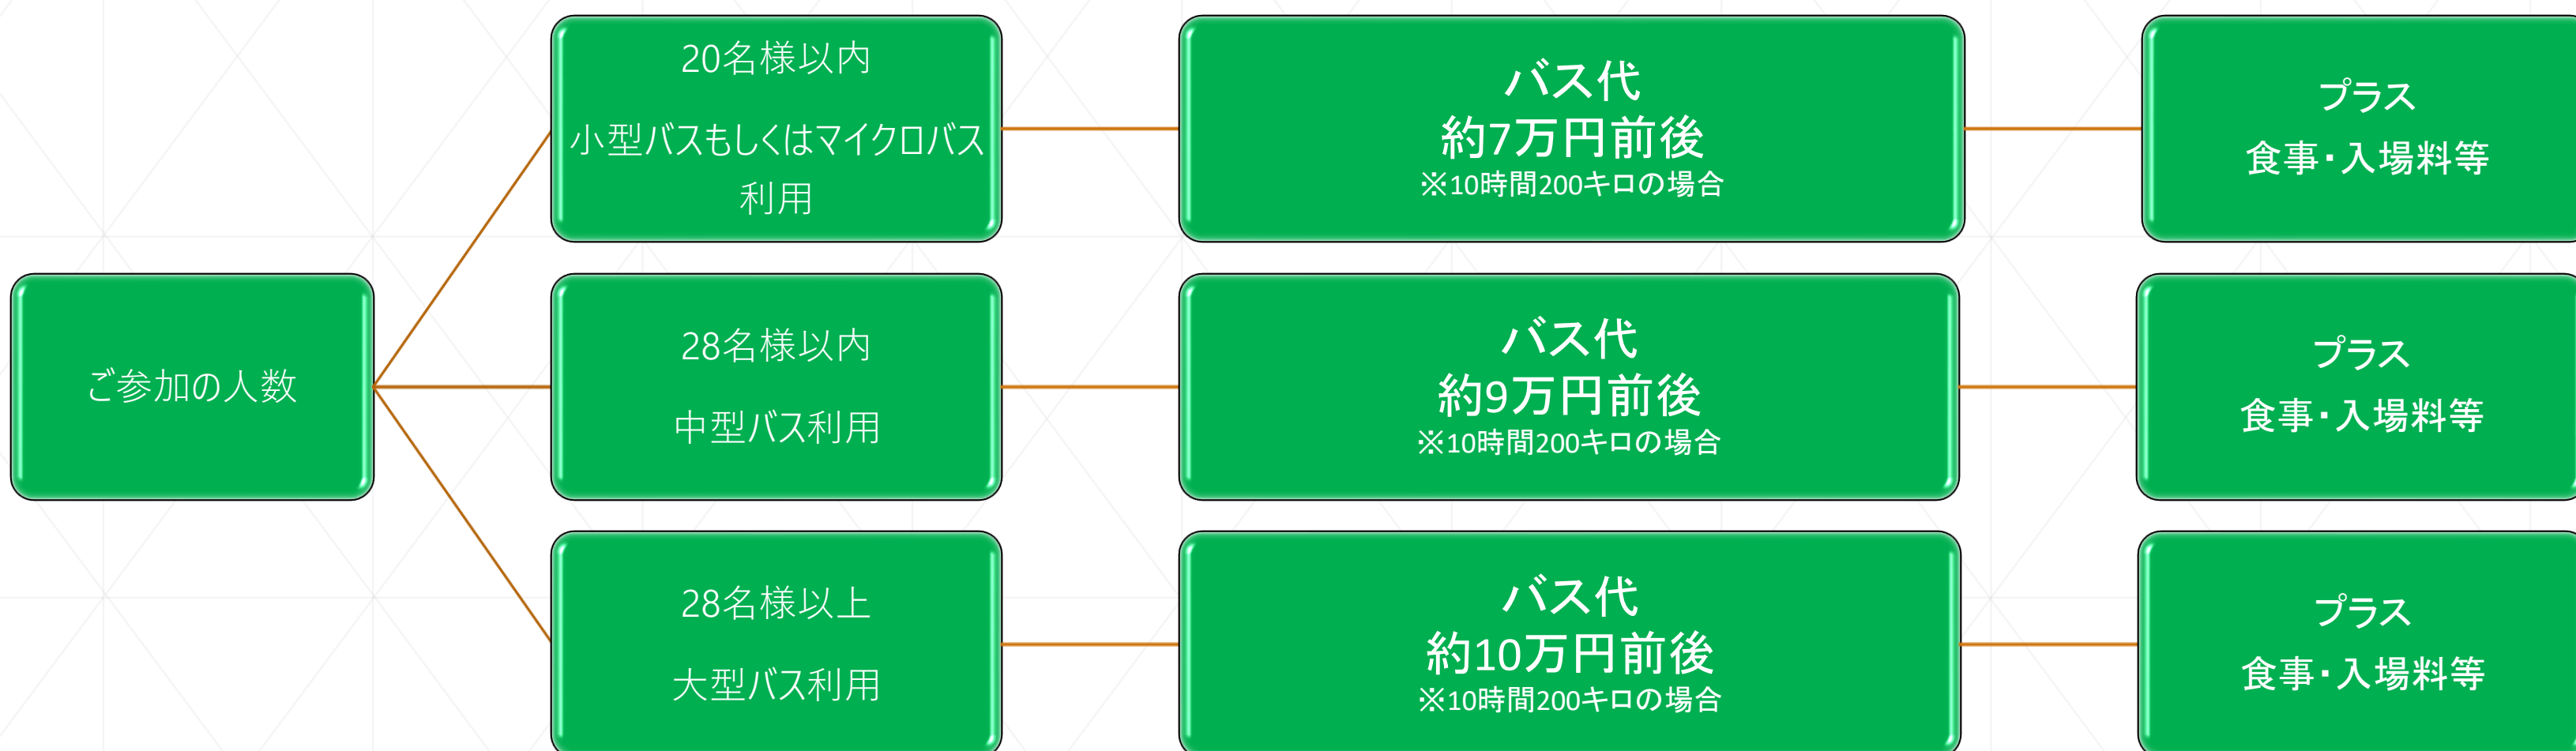 ご参加の人数
20名様以内
小型バスもしくはマイクロバス
利用
バス代
約7万円前後
※10時間200キロの場合
プラス
食事・入場料等
28名様以内
中型バス利用
バス代
約9万円前後
※10時間200キロの場合
プラス
食事・入場料等
28名様以上
大型バス利用
バス代
約10万円前後
※10時間200キロの場合
プラス
食事・入場料等